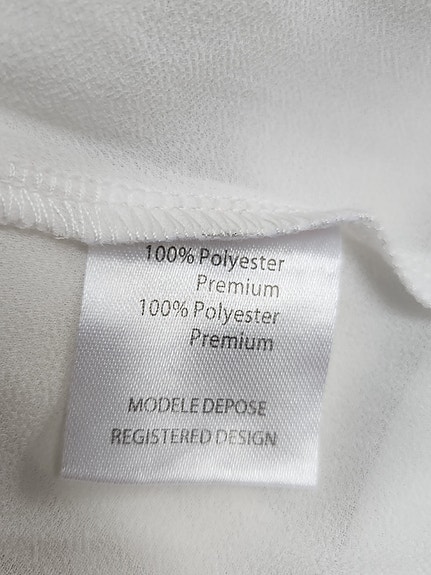 100% Polyester
Premium
100% Polyester
Premium
MODELE DEPOSE
REGISTERED DESIGN